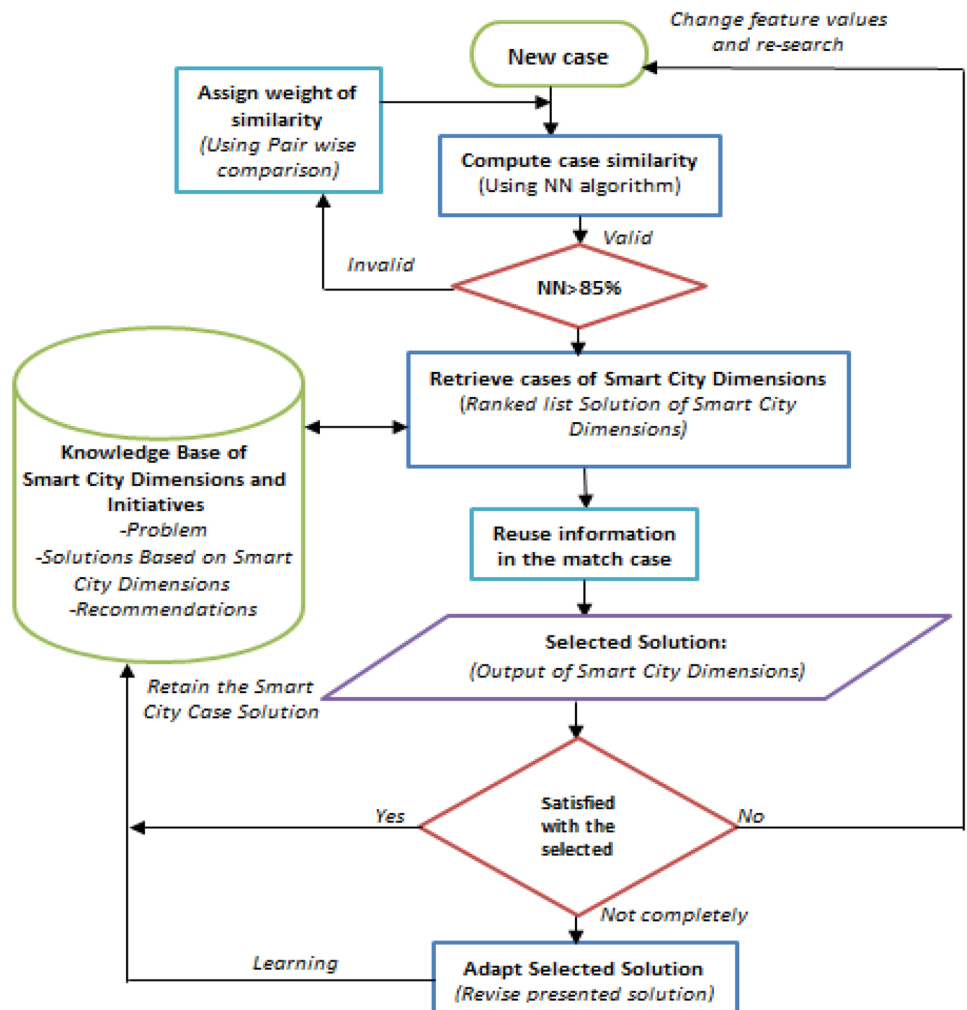 Change feature values
and re-search
New case
Assign weight of
similarity
(Using Pair wise
comparison)
Compute case similarity
(Using NN algorithm)
Valid
Invalid
NN>85%
Retrieve cases of Smart City Dimensions
(Ranked list Solution of Smart City
Dimensions)
Knowledge Base of
Smart City Dimensions and
Initiatives
-Problem
-Solutions Based on Smart
City Dimensions
-Recommendations
Reuse information
in the match case
Selected Solution:
(Output of Smart City Dimensions)
Retain the Smart
City Case Solution
Satisfied
with the
selected
Yes
No
Not completely
Learning
Adapt Selected Solution
(Revise presented solution)